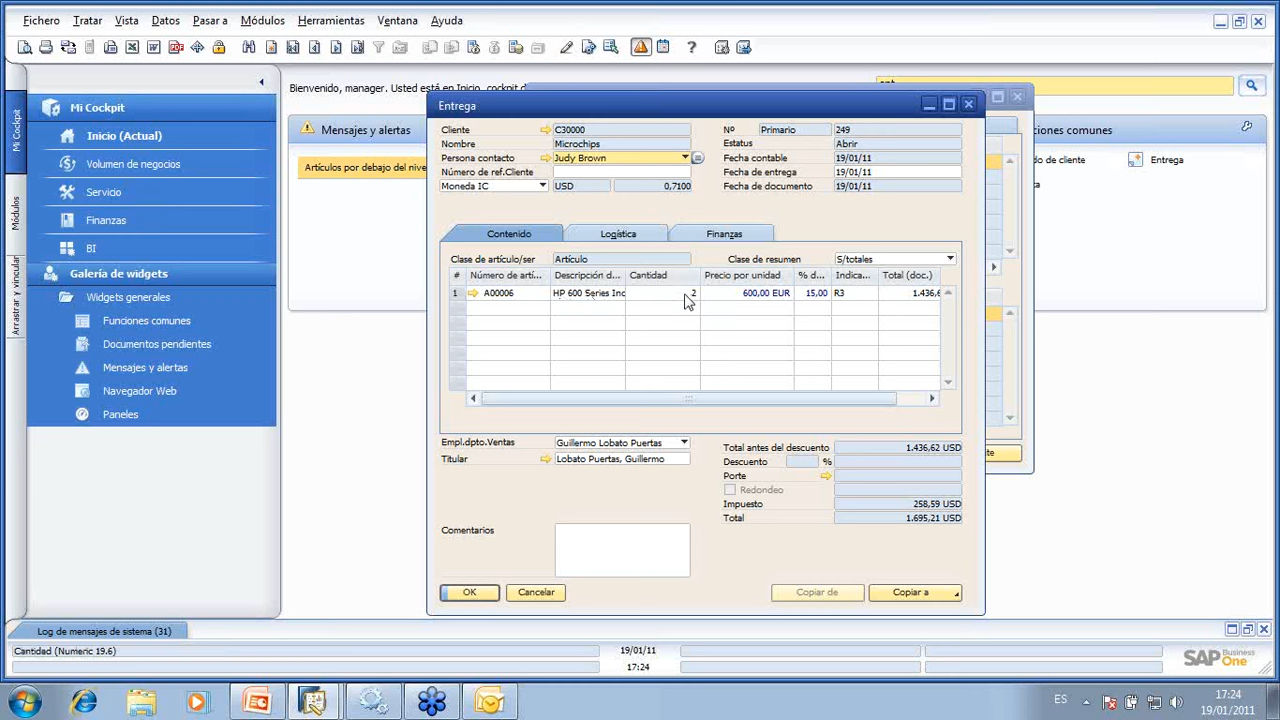 Fichero Tratar Vista Datos Pasar a Módulos Herramientas Ventana Ayuda
Mi Cockpit
Módulos
Arrastrar y vincular
Mi Cockpit
Inicio (Actual)
Volumen de negocios
Servicio
Finanzas
BI
Galería de widgets
Widgets generales
Funciones comunes
Documentos pendientes
Mensajes y alertas
Navegador Web
Paneles
Bienvenido, manager. Usted está en Inicio, cockpit d
Mensajes y alertas
Artículos por debajo del nive
ciones comunes
do de cliente Entrega
Entrega
Cliente C30000 Nº Primario 249
Nombre Microchips Estatus Abrir
Persona contacto Judy Brown Fecha contable 19/01/11
Número de ref.Cliente Fecha de entrega 19/01/11
Moneda IC USD 0,7100 Fecha de documento 19/01/11
Contenido Logística Finanzas
Clase de artículo/ser Artículo Clase de resumen S/totales
# Número de artí... Descripción d... Cantidad Precio por unidad % d... Indica... Total (doc.)
1 A00006 HP 600 Series Inc 2 600,00 EUR 15,00 R3 1.436,6
Empl.dpto.Ventas Guillermo Lobato Puertas Total antes del descuento 1.436,62 USD
Titular Lobato Puertas, Guillermo Descuento %
Porte
Redondeo
Impuesto 258,59 USD
Total 1.695,21 USD
Comentarios
OK Cancelar Copiar de Copiar a
Log de mensajes de sistema (31)
Cantidad (Numeric 19.6) 19/01/11
17:24
SAP Business One
ES 17:24
19/01/2011